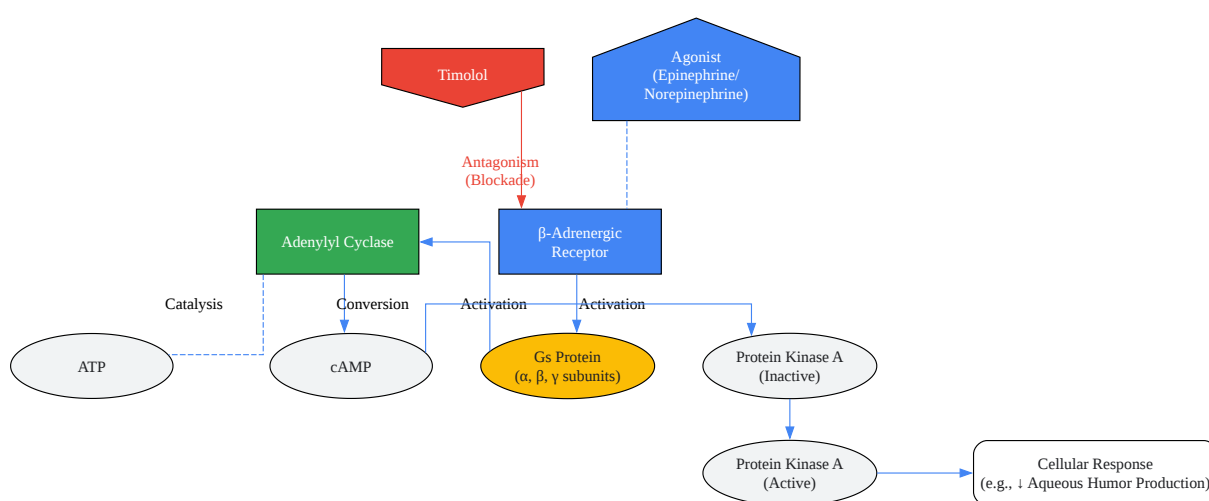 Timolol
Agonist
(Epinephrine/
Norepinephrine)
Antagonism
(Blockade)
Adenylyl Cyclase
β-Adrenergic
Receptor
Catalysis
Conversion
Activation
Activation
ATP
cAMP
Gs Protein
(α, β, γ subunits)
Protein Kinase A
(Inactive)
Protein Kinase A
(Active)
Cellular Response
(e.g., ↓ Aqueous Humor Production)